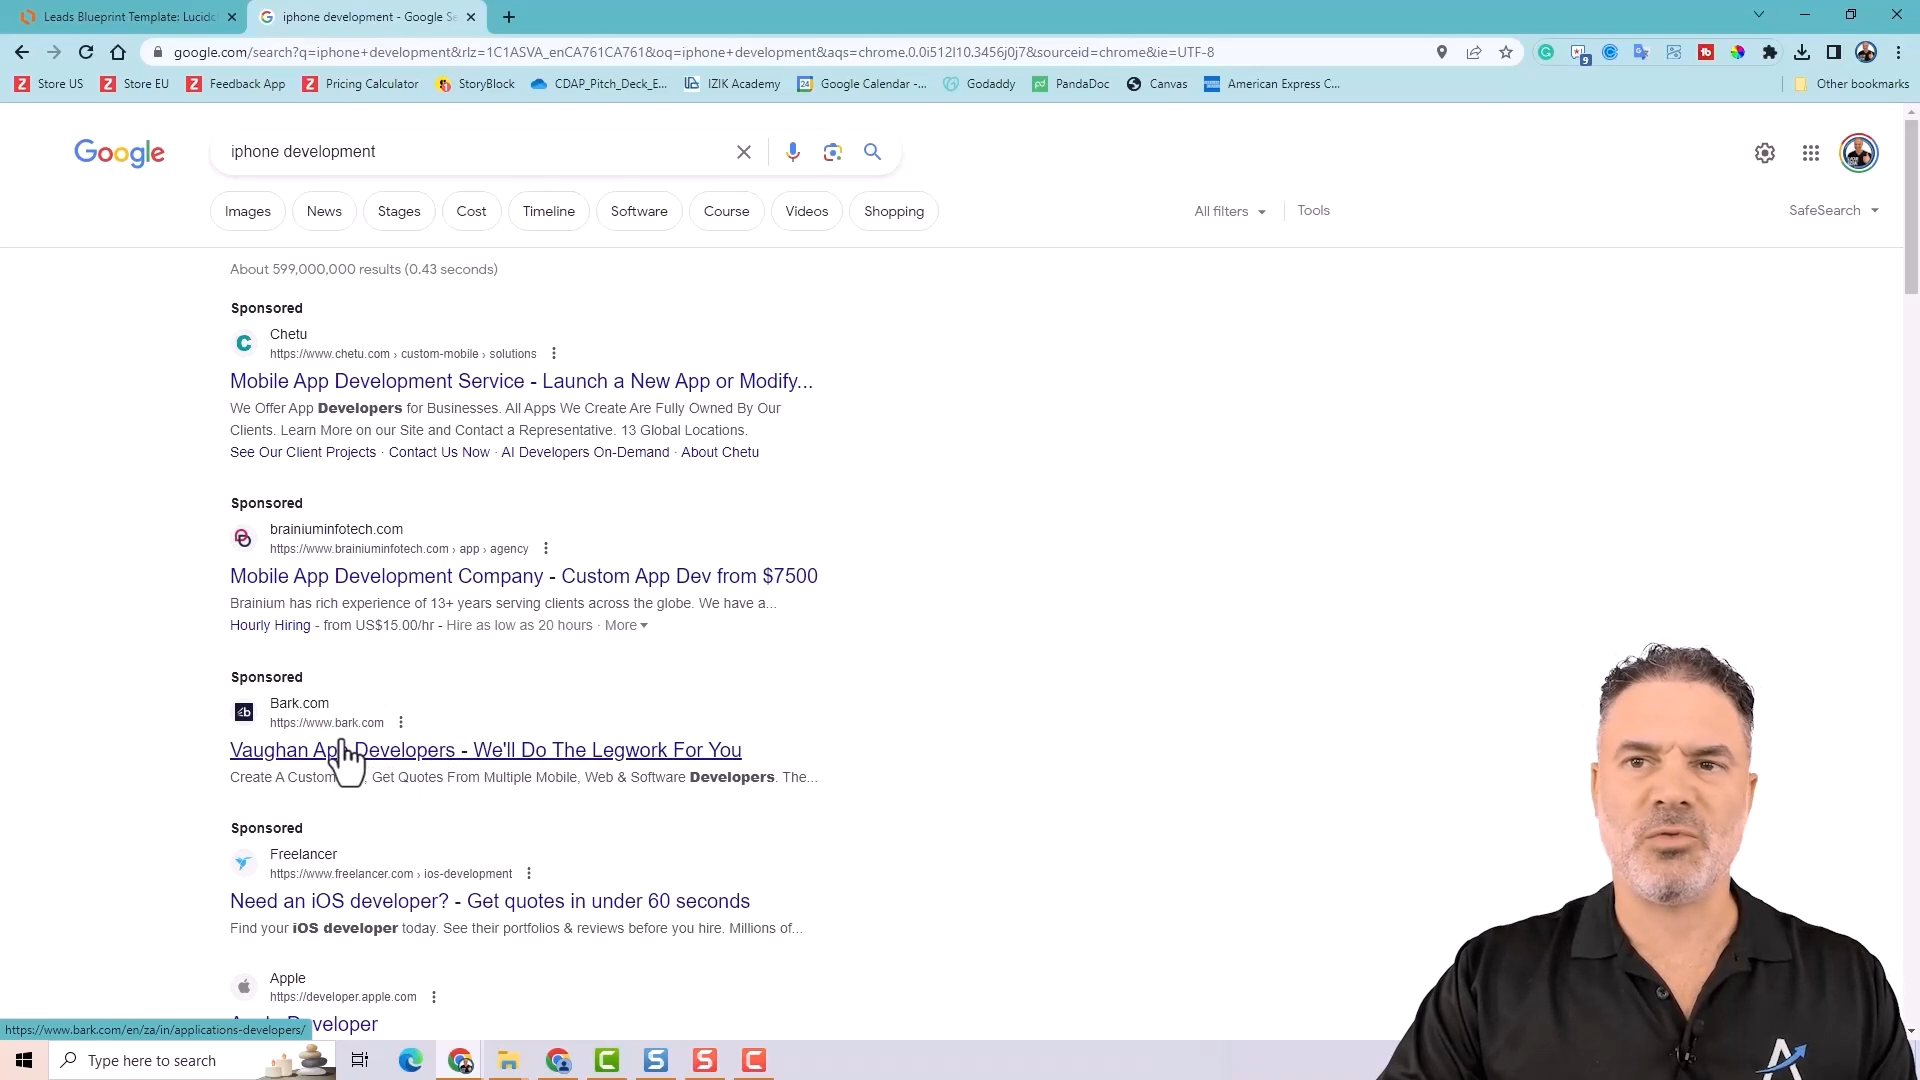 Leads Blueprint Template: Lucidc
iphone development - Google Se
google.com/search?q=iphone+development&rlz=1C1ASVA_enCA761CA761&oq=iphone+development&aqs=chrome.0.0i512l10.3456j0j7&sourceid=chrome&ie=UTF-8
9
Store US
Store EU
Feedback App
Pricing Calculator
StoryBlock
CDAP_Pitch_Deck_E...
IZIK Academy
24
Google Calendar -...
Godaddy
pd
PandaDoc
Canvas
American Express C...
Other bookmarks
Google
iphone development
Images
News
Stages
Cost
Timeline
Software
Course
Videos
Shopping
All filters
Tools
SafeSearch
About 599,000,000 results (0.43 seconds)
Sponsored
Chetu
https://www.chetu.com › custom-mobile › solutions
Mobile App Development Service - Launch a New App or Modify...
We Offer App Developers for Businesses. All Apps We Create Are Fully Owned By Our
Clients. Learn More on our Site and Contact a Representative. 13 Global Locations.
See Our Client Projects · Contact Us Now · AI Developers On-Demand · About Chetu
Sponsored
brainiuminfotech.com
https://www.brainiuminfotech.com › app › agency
Mobile App Development Company - Custom App Dev from $7500
Brainium has rich experience of 13+ years serving clients across the globe. We have a...
Hourly Hiring - from US$15.00/hr - Hire as low as 20 hours · More
Sponsored
Bark.com
https://www.bark.com
Vaughan App Developers - We'll Do The Legwork For You
Create A Custom Get Quotes From Multiple Mobile, Web & Software Developers. The...
Sponsored
Freelancer
https://www.freelancer.com › ios-development
Need an iOS developer? - Get quotes in under 60 seconds
Find your iOS developer today. See their portfolios & reviews before you hire. Millions of...
Apple
https://developer.apple.com
veloper
https://www.bark.com/en/za/in/applications-developers/
Type here to search